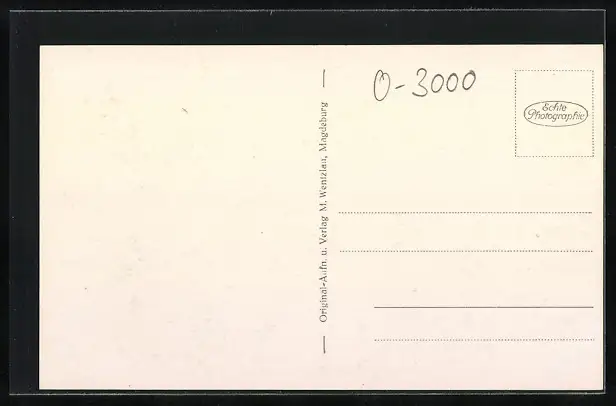 O-3000
Echte
Photographie
Original-Aufn. u. Verlag M. Wentzlau, Magdeburg